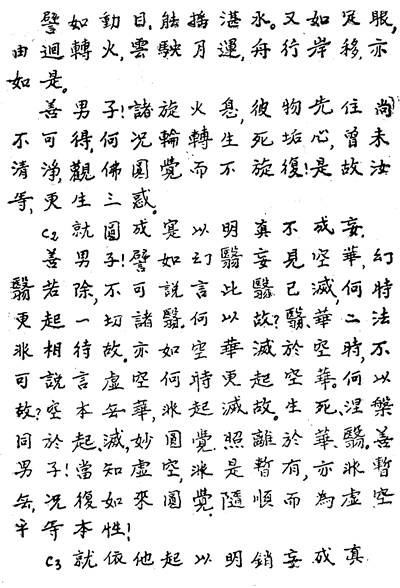 譬如動目,能搖湛水。又如定眼,
由迴轉火,雲駛月運,舟行岸移,亦
如是。
善男子!諸旋火息,彼物先住尚
不可得,何況輪轉生死垢心,曾未
清淨,觀佛圓覺而不旋復!是故汝
等,更生三惑。
C2 就圓成寔以明真不成妄
善男子!譬如幻翳妄見空華,幻
翳若除,不可說言此翳已滅,何時
更起一切諸翳。何以故?翳、華二法
非相待故。亦如空華滅於空時,不
可說言虛空何時更起空華。何以
故?空本无華,非起滅故。生死、涅槃
同於起、滅,妙圓覺照離於華、翳。善
男子!當知虛空,非是暫有,亦非暫
无,況復如來圓覺隨順而為虛空
平等本性!
C3 就依他起以明銷妄成真